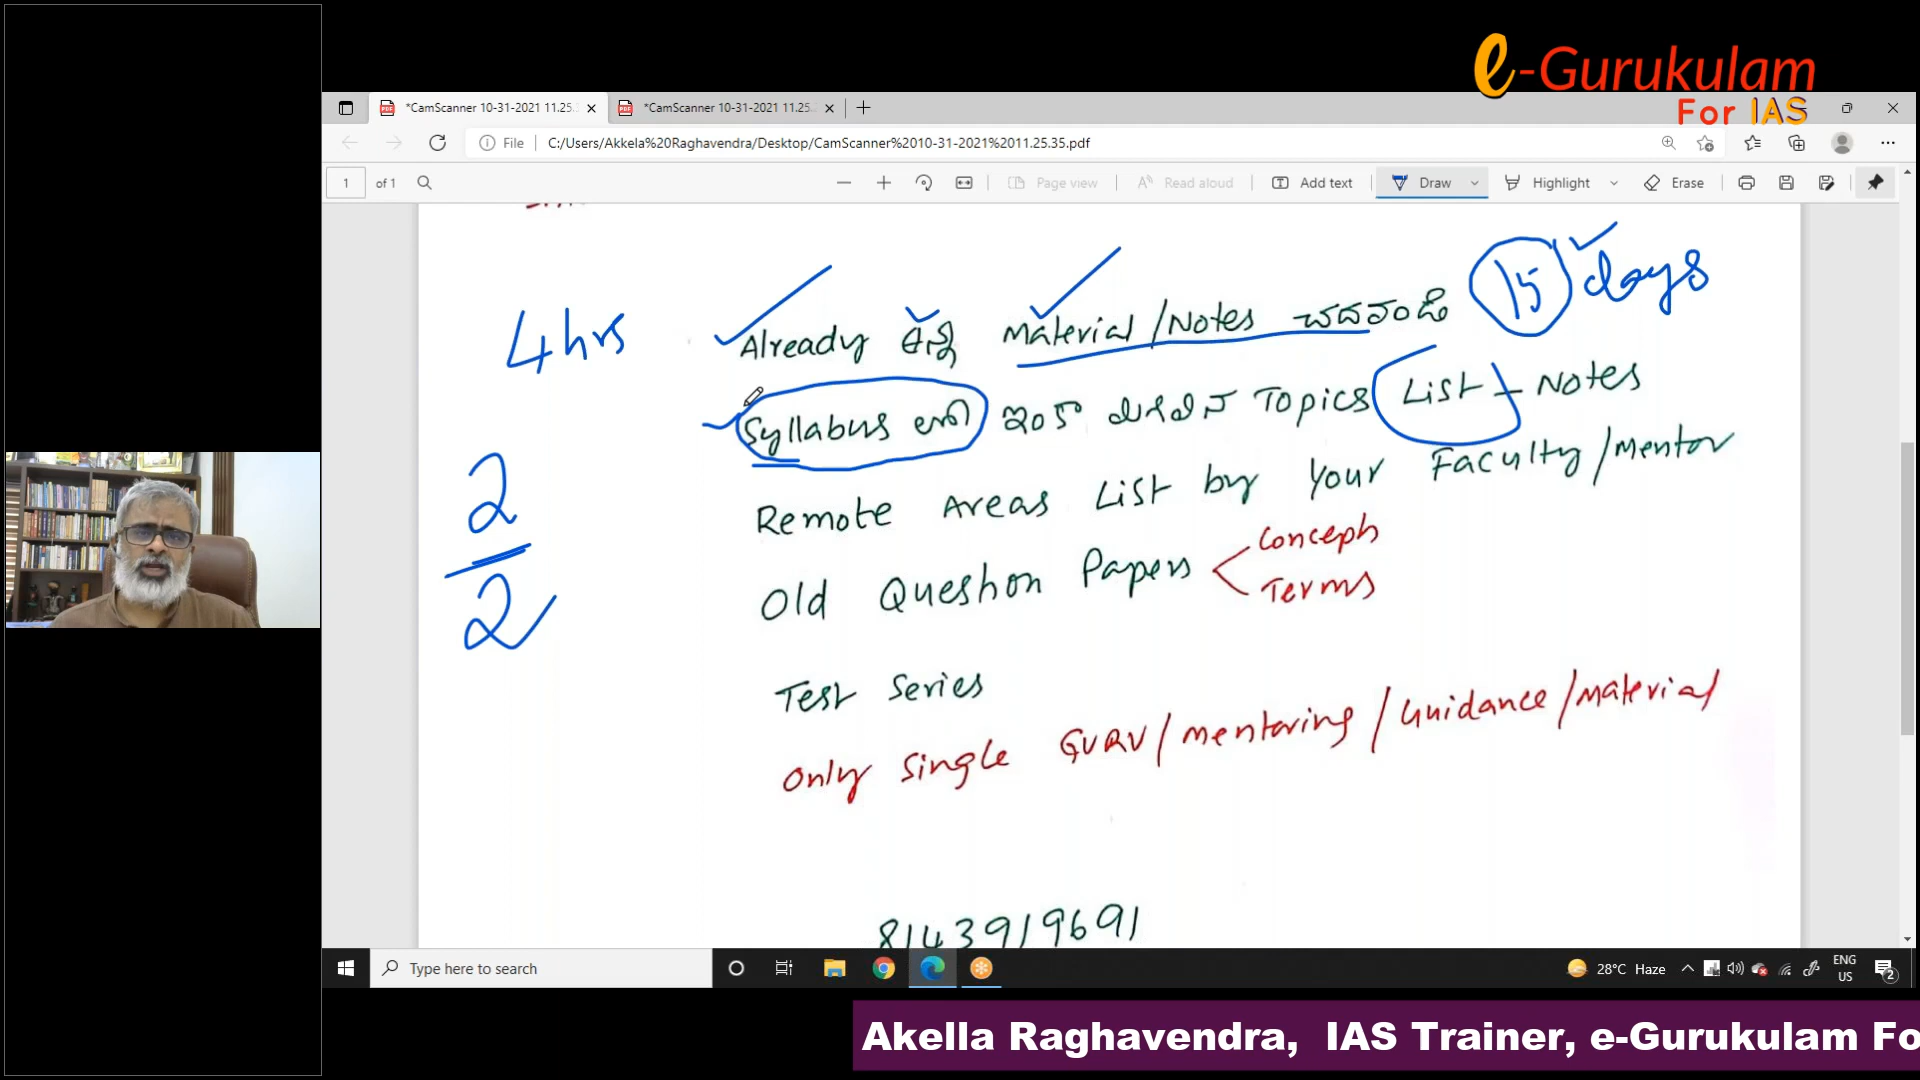 e-Gurukulam
For IAS
*CamScanner 10-31-2021 11.25.
*CamScanner 10-31-2021 11.25.
File
C:/Users/Akkela%20Raghavendra/Desktop/CamScanner%2010-31-2021%2011.25.35.pdf
1 of 1
Page view
Read aloud
Add text
Draw
Highlight
Erase
15 days
4 hrs
Already ఉన్న Material/Notes చదవండి
Syllabus లోని ఇంకా మిగిలిన Topics List - Notes
Remote Areas List by Your Faculty/Mentor
2
2
Old Question Papers
Concepts
Terms
Test Series
Only Single GURU/mentoring/Guidance/Material
8143919691
Type here to search
28°C Haze
ENG
US
2
Akella Raghavendra, IAS Trainer, e-Gurukulam Fo